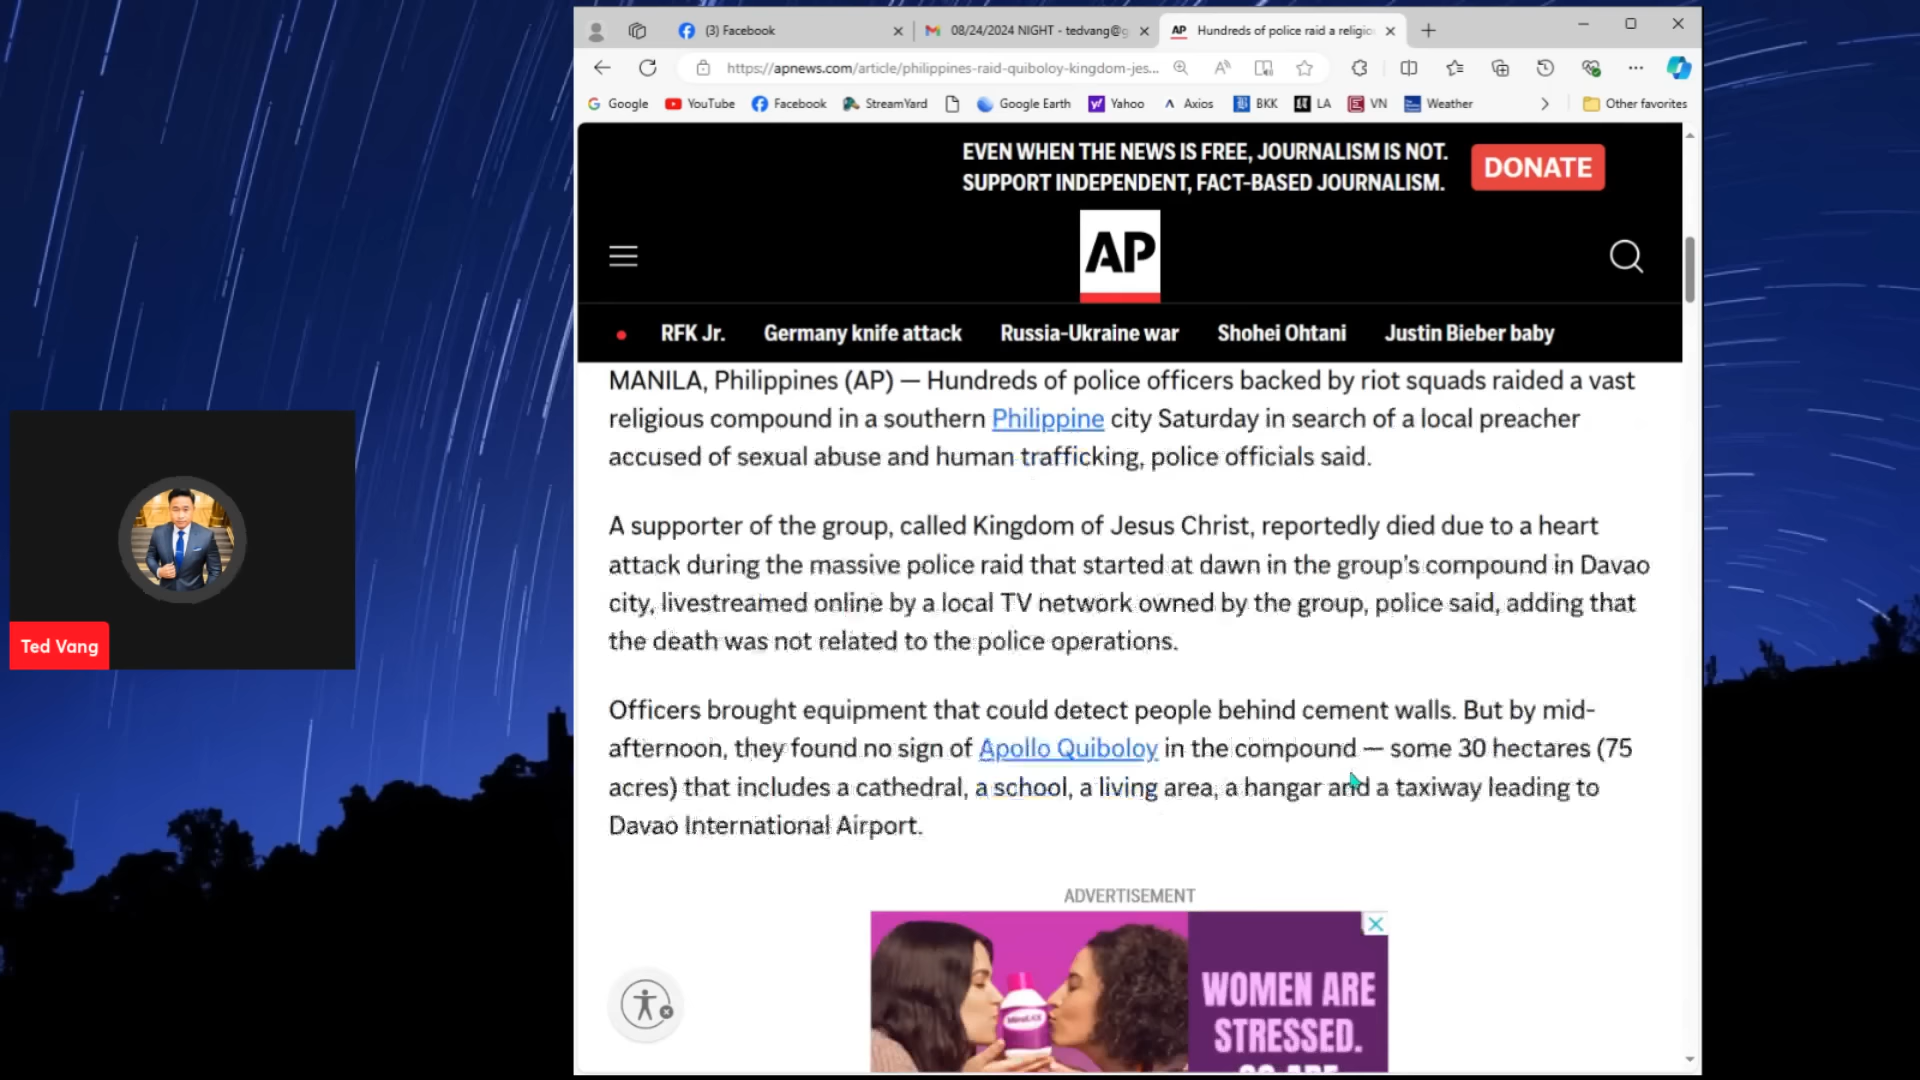 (3) Facebook
08/24/2024 NIGHT - tedvang@g
AP Hundreds of police raid a religio
https://apnews.com/article/philippines-raid-quiboloy-kingdom-jes...
Google YouTube Facebook StreamYard Google Earth Yahoo Axios BKK LA VN Weather Other favorites
EVEN WHEN THE NEWS IS FREE, JOURNALISM IS NOT.
SUPPORT INDEPENDENT, FACT-BASED JOURNALISM.
DONATE
AP
RFK Jr. Germany knife attack Russia-Ukraine war Shohei Ohtani Justin Bieber baby
MANILA, Philippines (AP) — Hundreds of police officers backed by riot squads raided a vast
religious compound in a southern Philippine city Saturday in search of a local preacher
accused of sexual abuse and human trafficking, police officials said.
A supporter of the group, called Kingdom of Jesus Christ, reportedly died due to a heart
attack during the massive police raid that started at dawn in the group's compound in Davao
city, livestreamed online by a local TV network owned by the group, police said, adding that
the death was not related to the police operations.
Officers brought equipment that could detect people behind cement walls. But by mid-
afternoon, they found no sign of Apollo Quiboloy in the compound — some 30 hectares (75
acres) that includes a cathedral, a school, a living area, a hangar and a taxiway leading to
Davao International Airport.
ADVERTISEMENT
MiraLAX
WOMEN ARE
STRESSED.
SO ARE
Ted Vang